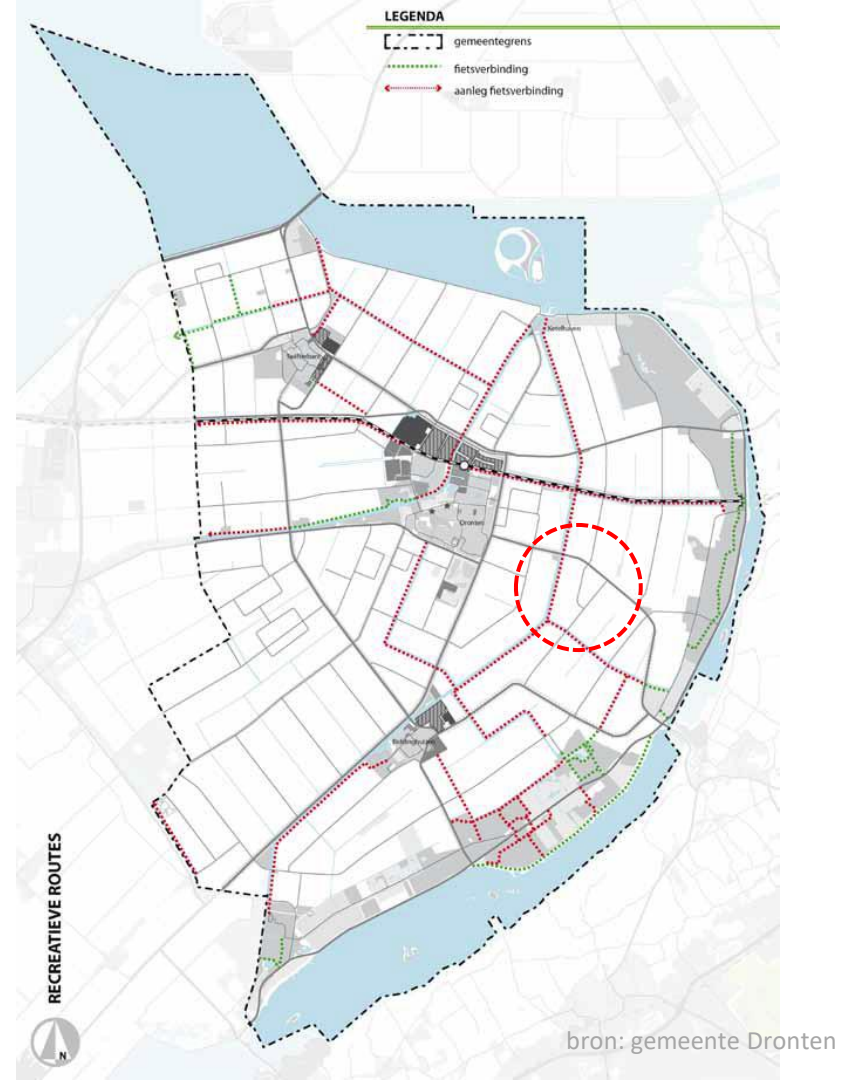 LEGENDA
gemeentegrens
fietsverbinding
aanleg fietsverbinding
Ketelhaven
Swifterbant
Dronten
Biddinghuizen
RECREATIEVE ROUTES
N
bron: gemeente Dronten